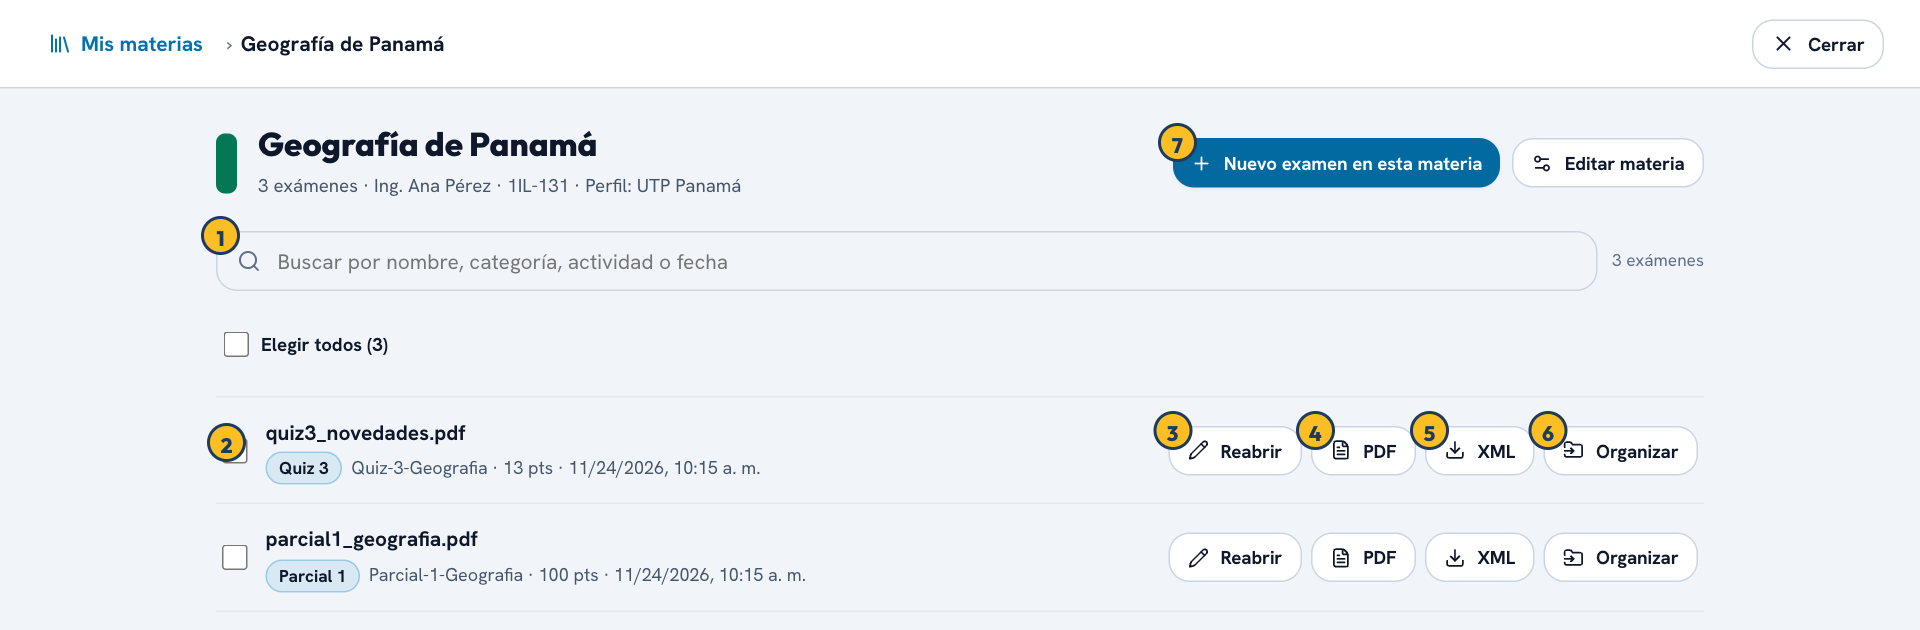 Mis materias › Geografía de Panamá
Cerrar
Geografía de Panamá
3 exámenes · Ing. Ana Pérez · 1IL-131 · Perfil: UTP Panamá
7
Nuevo examen en esta materia
Editar materia
1
Buscar por nombre, categoría, actividad o fecha
3 exámenes
Elegir todos (3)
2
quiz3_novedades.pdf
Quiz 3 Quiz-3-Geografia · 13 pts · 11/24/2026, 10:15 a. m.
3 Reabrir
4 PDF
5 XML
6 Organizar
parcial1_geografia.pdf
Parcial 1 Parcial-1-Geografia · 100 pts · 11/24/2026, 10:15 a. m.
Reabrir
PDF
XML
Organizar